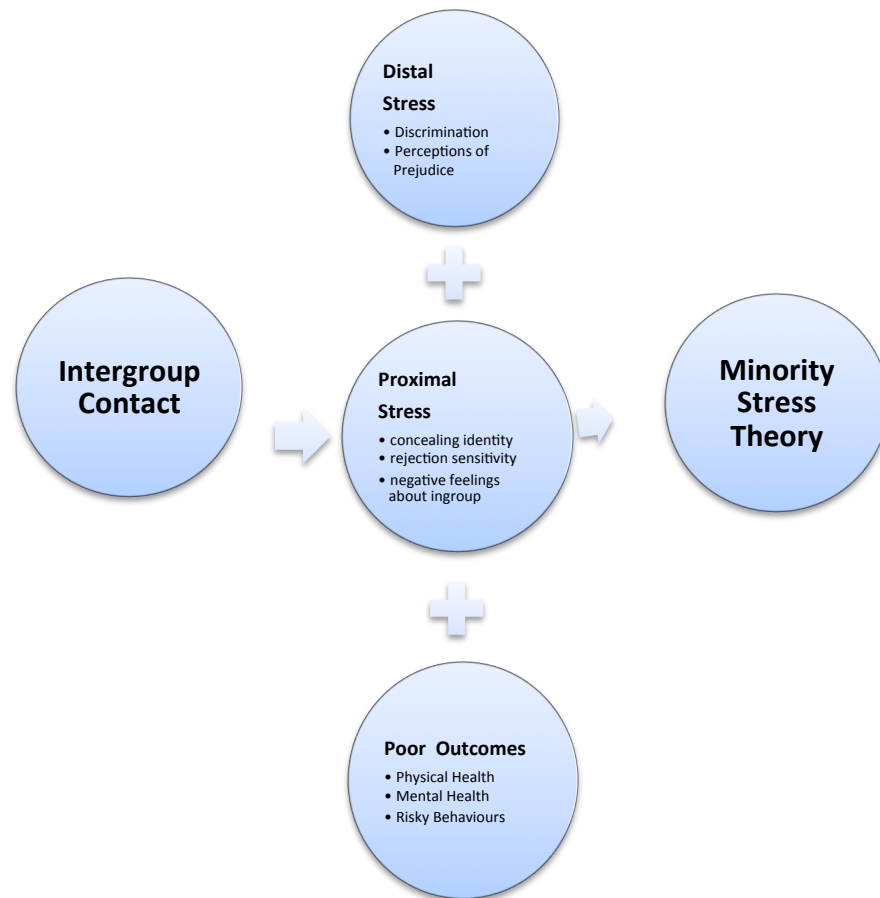 Distal
Stress
• Discrimination
• Perceptions of
Prejudice
Intergroup
Contact
Proximal
Stress
• concealing identity
• rejection sensitivity
• negative feelings
about ingroup
Minority
Stress
Theory
Poor Outcomes
• Physical Health
• Mental Health
• Risky Behaviours